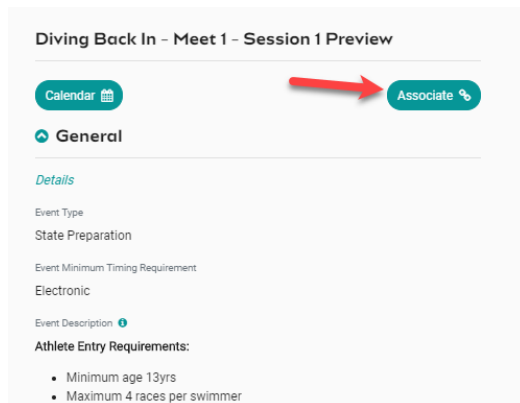 Diving Back In - Meet 1 - Session 1 Preview
Calendar
Associate
General
Details
Event Type
State Preparation
Event Minimum Timing Requirement
Electronic
Event Description
Athlete Entry Requirements:
• Minimum age 13yrs
• Maximum 4 races per swimmer